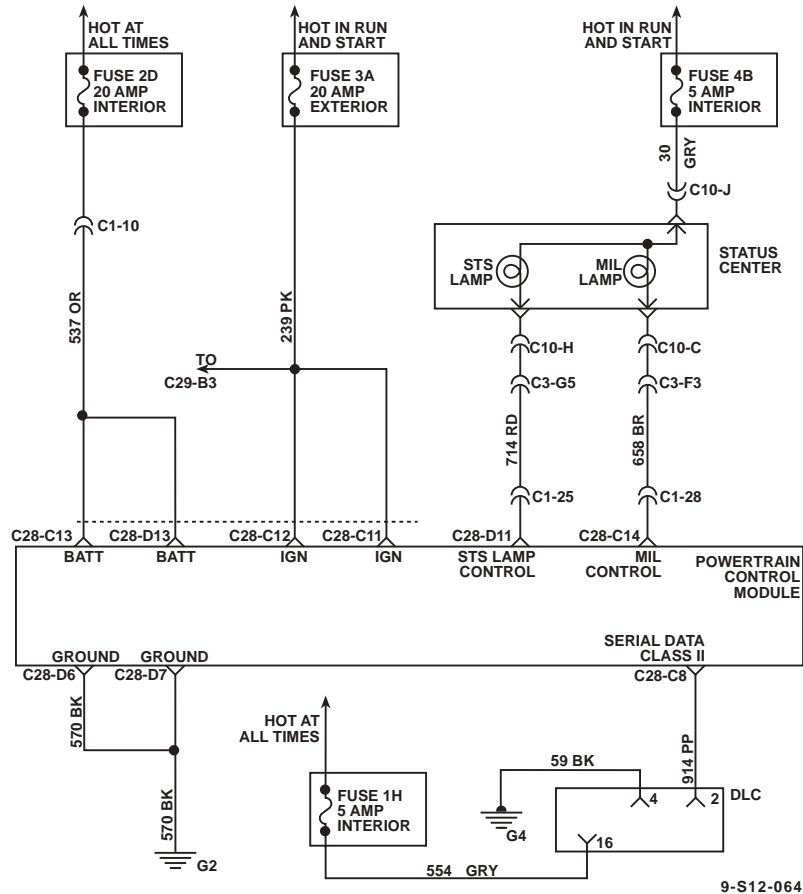 HOT AT
ALL TIMES
HOT IN RUN
AND START
HOT IN RUN
AND START
FUSE 2D
20 AMP
INTERIOR
FUSE 3A
20 AMP
EXTERIOR
FUSE 4B
5 AMP
INTERIOR
30
GRY
C10-J
C1-10
STATUS
CENTER
STS
LAMP
MIL
LAMP
537 OR
239 PK
TO
C29-B3
C10-H
C10-C
C3-G5
C3-F3
714 RD
658 BR
C1-25
C1-28
C28-C13
C28-D13
C28-C12
C28-C11
C28-D11
C28-C14
BATT
BATT
IGN
IGN
STS LAMP
CONTROL
MIL
CONTROL
POWERTRAIN
CONTROL
MODULE
GROUND
GROUND
SERIAL DATA
CLASS II
C28-D6
C28-D7
C28-C8
570 BK
570 BK
G2
HOT AT
ALL TIMES
FUSE 1H
5 AMP
INTERIOR
554 GRY
59 BK
G4
914 PP
4
2
DLC
16
9-S12-064